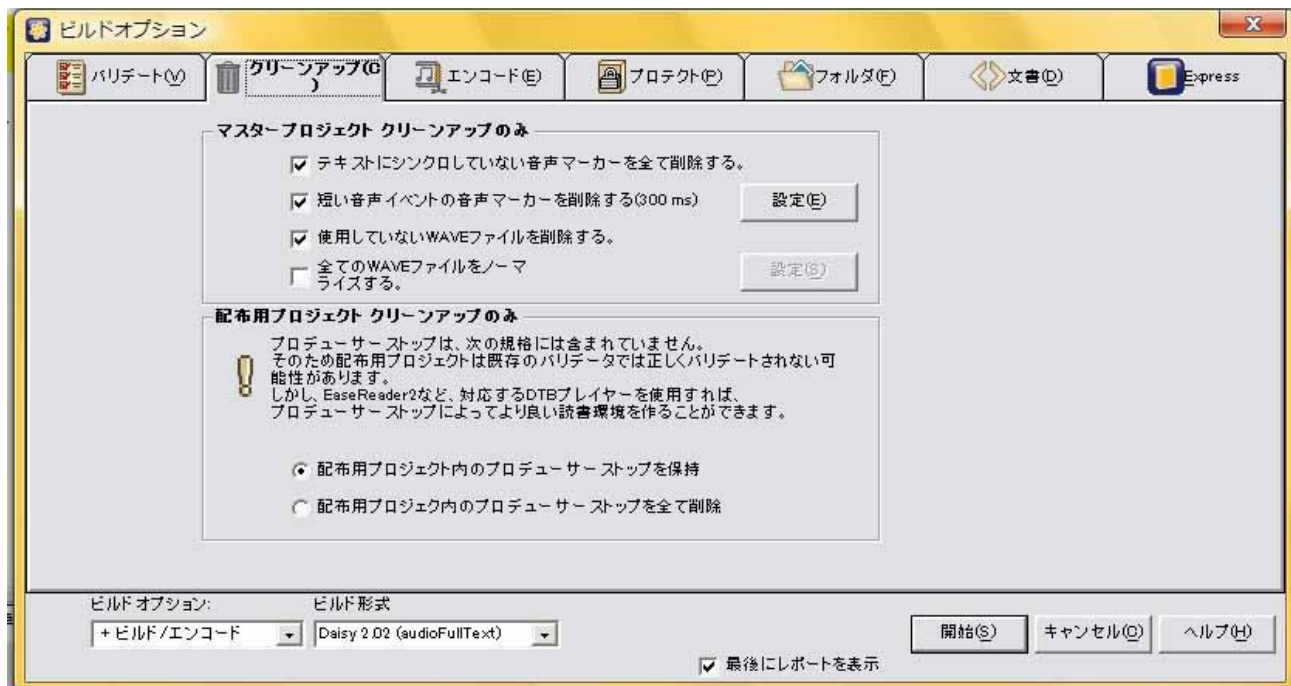 ビルドオプション
バリデート(V)
クリーンアップ(C
)
エンコード(E)
プロテクト(P)
フォルダ(F)
文書(D)
Express
マスタープロジェクト クリーンアップのみ
テキストにシンクロしていない音声マーカーを全て削除する。
短い音声イベントの音声マーカーを削除する(300 ms)
設定(E)
使用していないWAVEファイルを削除する。
全てのWAVEファイルをノーマ
ライズする。
設定(S)
配布用プロジェクト クリーンアップのみ
プロデューサーストップは、次の規格には含まれていません。
そのため配布用プロジェクトは既存のバリデータでは正しくバリデートされない可
能性があります。
しかし、EaseReader2など、対応するDTBプレイヤーを使用すれば、
プロデューサーストップによってより良い読書環境を作ることができます。
配布用プロジェクト内のプロデューサーストップを保持
配布用プロジェク内のプロデューサーストップを全て削除
ビルドオプション:
ビルド形式
+ ビルド/エンコード
Daisy 2.02 (audioFullText)
開始(S)
キャンセル(C)
ヘルプ(H)
最後にレポートを表示